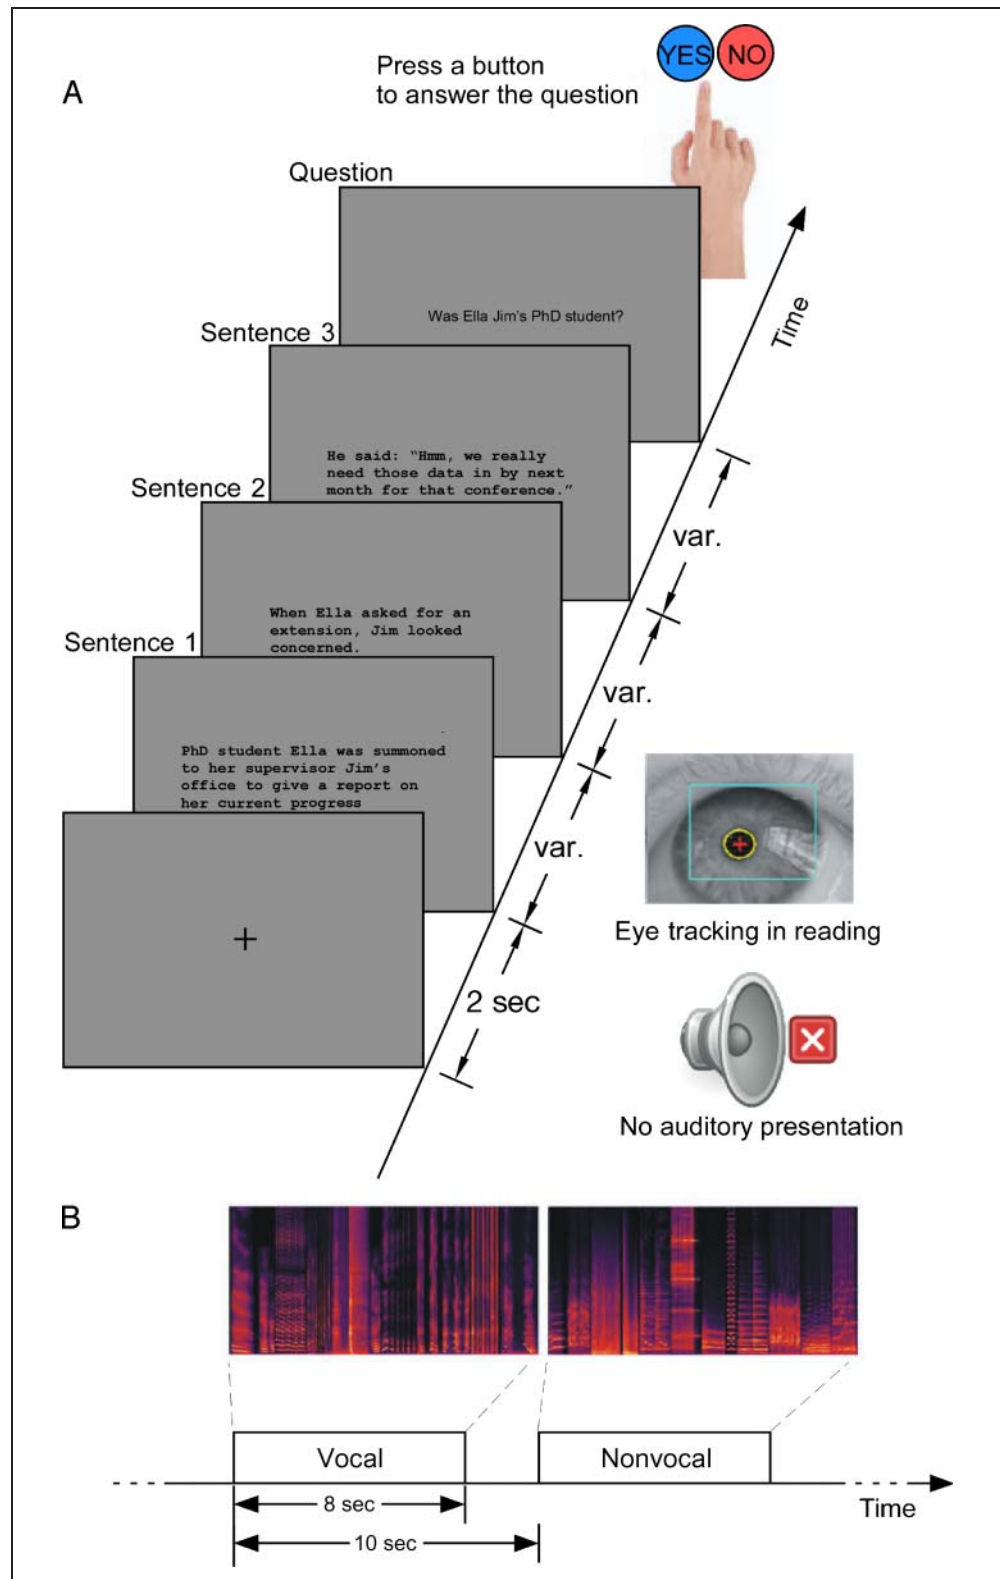 A
Press a button
to answer the question
YES NO
Question
Was Ella Jim's PhD student?
Time
Sentence 3
He said: "Hmm, we really
need those data in by next
month for that conference."
var.
Sentence 2
When Ella asked for an
extension, Jim looked
concerned.
var.
Sentence 1
PhD student Ella was summoned
to her supervisor Jim's
office to give a report on
her current progress
var.
+
2 sec
Eye tracking in reading
No auditory presentation
B
Vocal
Nonvocal
8 sec
Time
10 sec